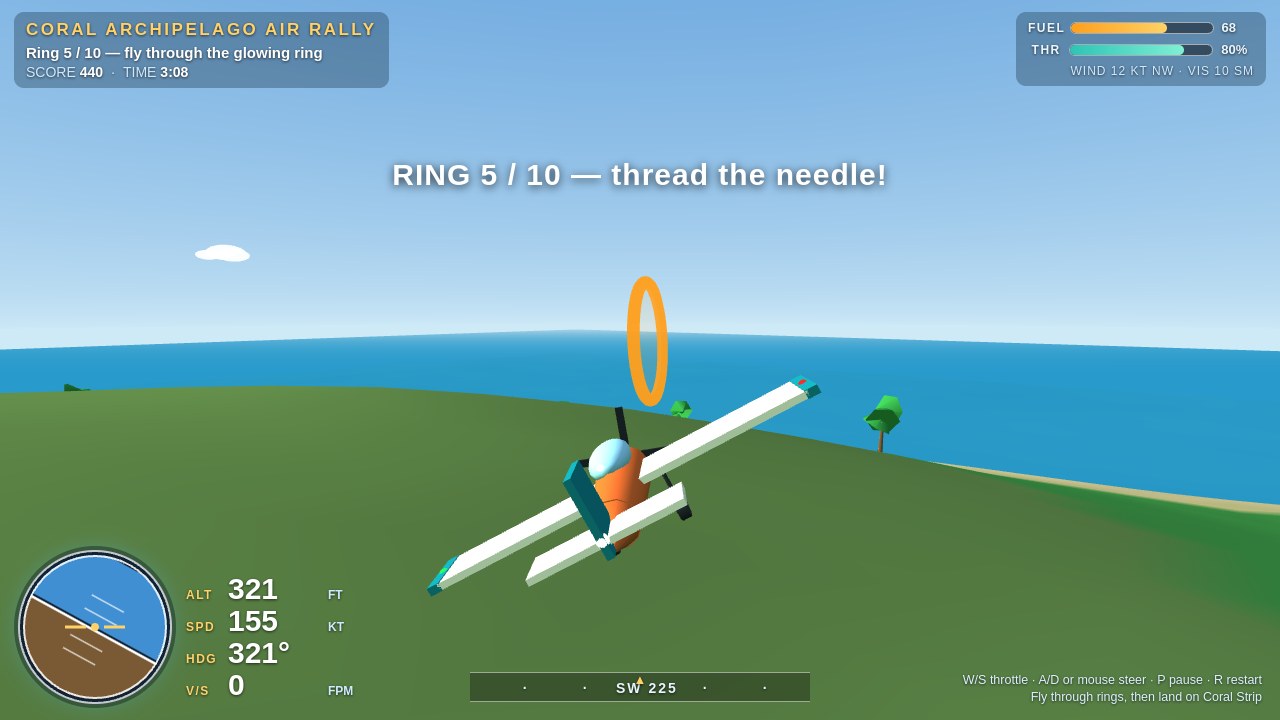 CORAL ARCHIPELAGO AIR RALLY
Ring 5 / 10 — fly through the glowing ring
SCORE 440 · TIME 3:08
FUEL 68
THR 80%
WIND 12 KT NW · VIS 10 SM
RING 5 / 10 — thread the needle!
ALT 321 FT
SPD 155 KT
HDG 321°
V/S 0 FPM
SW 225
W/S throttle · A/D or mouse steer · P pause · R restart
Fly through rings, then land on Coral Strip